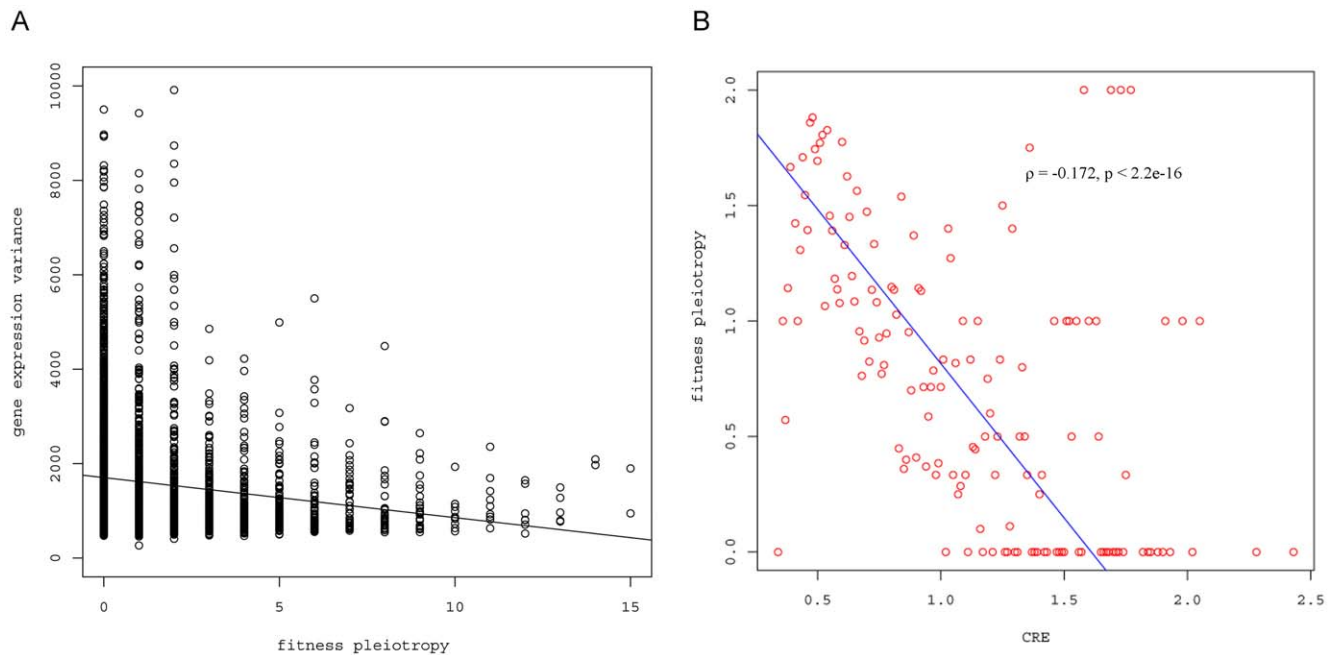 A
gene expression variance
10000
8000
6000
4000
2000
0
0 5 10 15
fitness pleiotropy
B
fitness pleiotropy
2.0
1.5
1.0
0.5
0.0
ρ = -0.172, p < 2.2e-16
0.5 1.0 1.5 2.0 2.5
CRE